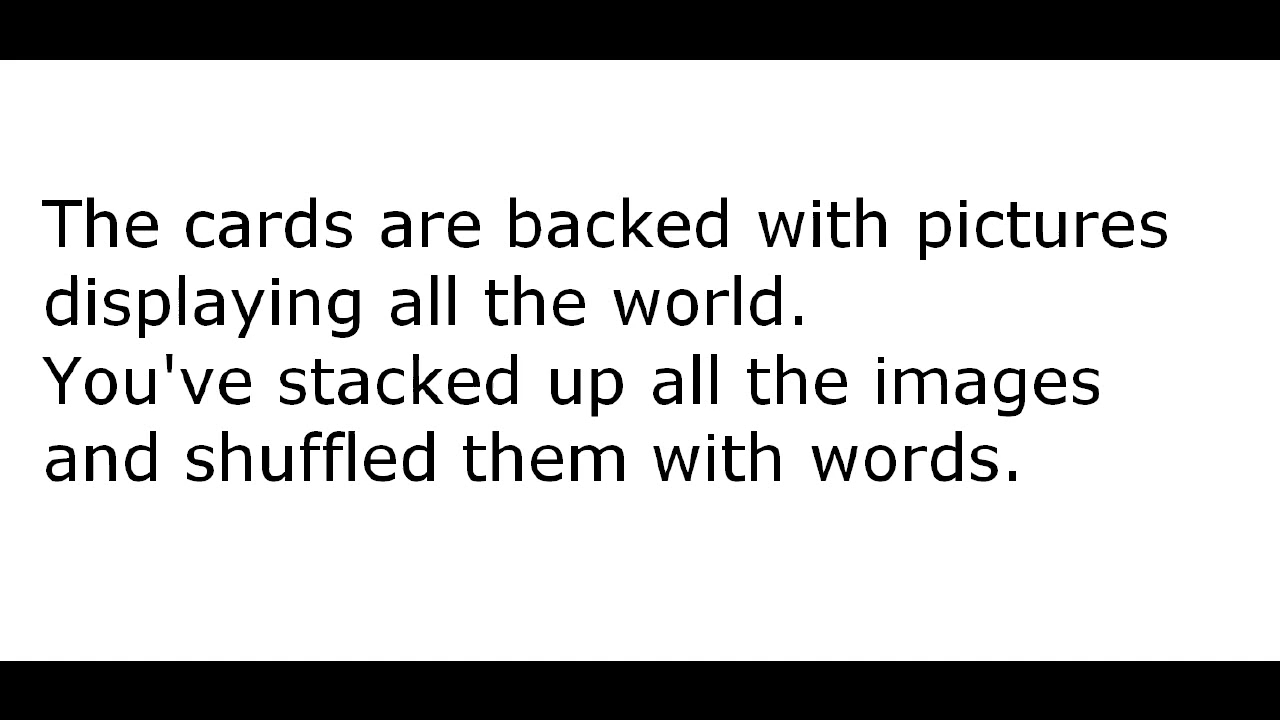 The cards are backed with pictures
displaying all the world.
You've stacked up all the images
and shuffled them with words.